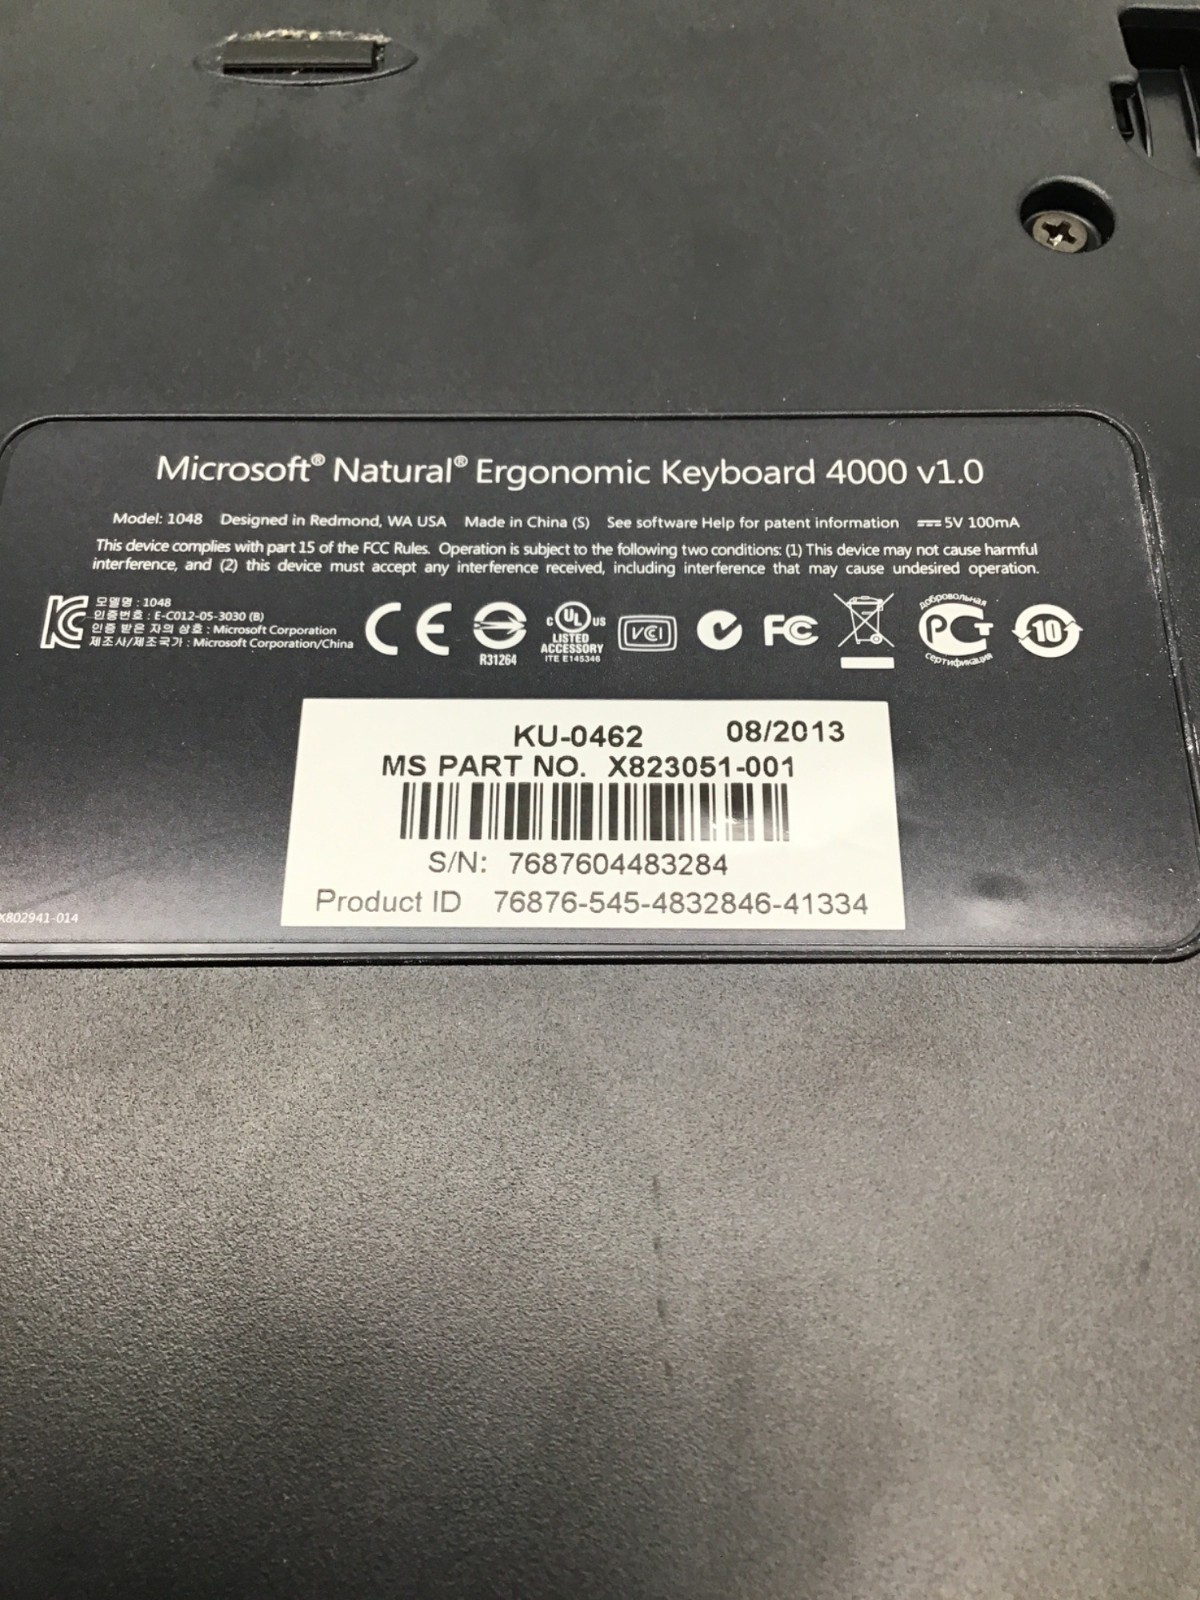 Microsoft® Natural® Ergonomic Keyboard 4000 v1.0
Model: 1048 Designed in Redmond, WA USA Made in China (S) See software Help for patent information ⎓ 5V 100mA
This device complies with part 15 of the FCC Rules. Operation is subject to the following two conditions: (1) This device may not cause harmful
interference, and (2) this device must accept any interference received, including interference that may cause undesired operation.
모델명 : 1048
인증번호 : E-C012-05-3030 (B)
인증 받은 자의 상호 : Microsoft Corporation
제조사/제조국가 : Microsoft Corporation/China
CE
R31264
C UL US
LISTED
ACCESSORY
ITE E145346
VCI
FC
добровольная
РСТ
сертификация
10
KU-0462 08/2013
MS PART NO. X823051-001
S/N: 7687604483284
Product ID 76876-545-4832846-41334
X802941-014